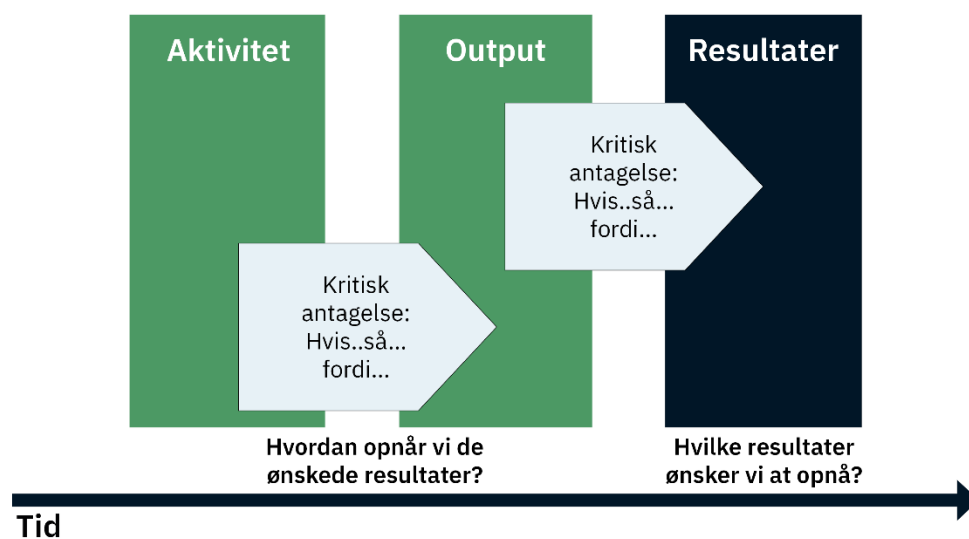 Aktivitet
Output
Resultater
Kritisk
antagelse:
Hvis..så...
fordi...
Kritisk
antagelse:
Hvis..så...
fordi...
Hvordan opnår vi de
ønskede resultater?
Hvilke resultater
ønsker vi at opnå?
Tid